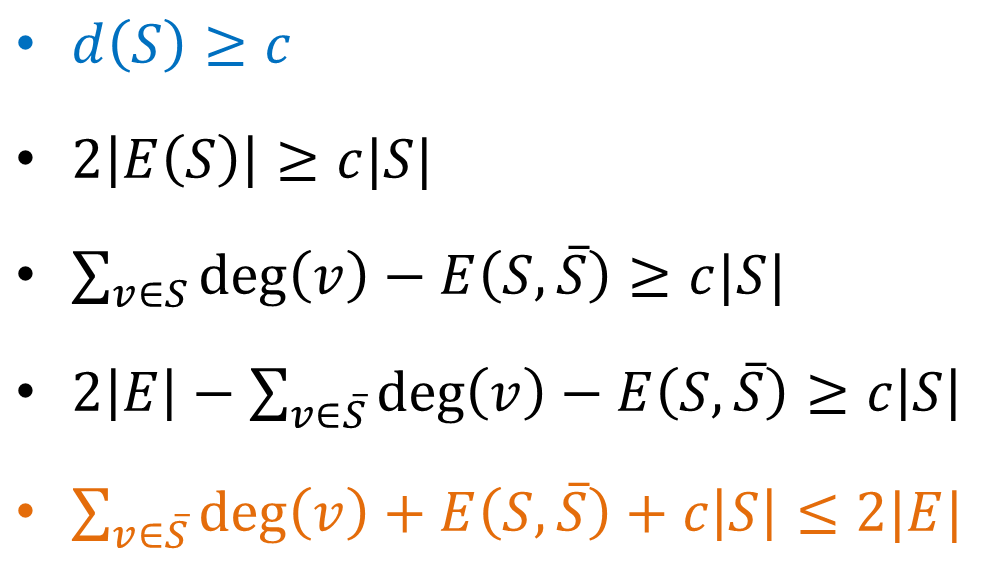 • 𝑑(𝑆) ≥ 𝑐
• 2|𝐸(𝑆)| ≥ 𝑐|𝑆|
• ∑_{𝑣∈𝑆} deg(𝑣) − 𝐸(𝑆, 𝑆̄) ≥ 𝑐|𝑆|
• 2|𝐸| − ∑_{𝑣∈𝑆̄} deg(𝑣) − 𝐸(𝑆, 𝑆̄) ≥ 𝑐|𝑆|
• ∑_{𝑣∈𝑆̄} deg(𝑣) + 𝐸(𝑆, 𝑆̄) + 𝑐|𝑆| ≤ 2|𝐸|